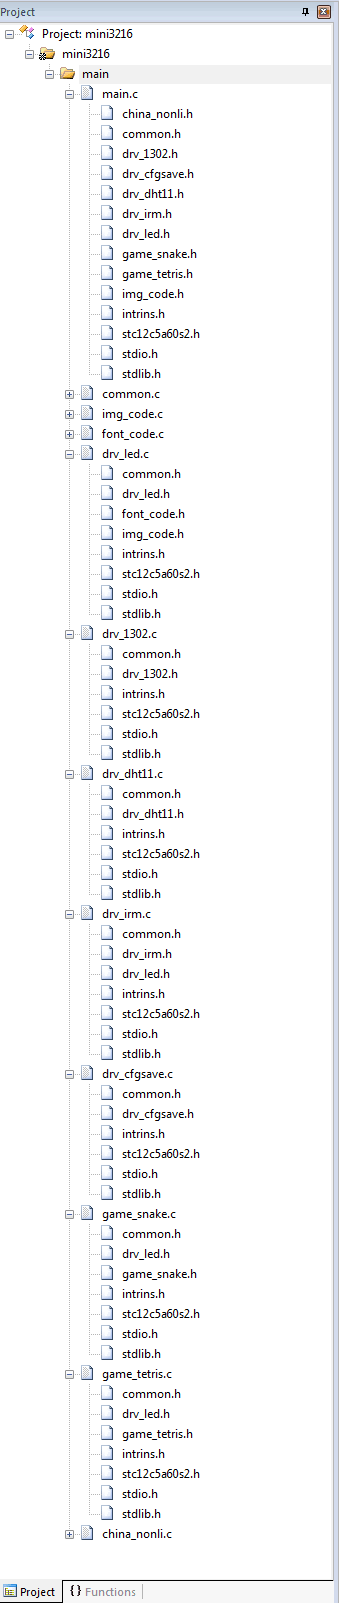 Project
Project: mini3216
mini3216
main
main.c
china_nonli.h
common.h
drv_1302.h
drv_cfgsave.h
drv_dht11.h
drv_irm.h
drv_led.h
game_snake.h
game_tetris.h
img_code.h
intrins.h
stc12c5a60s2.h
stdio.h
stdlib.h
common.c
img_code.c
font_code.c
drv_led.c
common.h
drv_led.h
font_code.h
img_code.h
intrins.h
stc12c5a60s2.h
stdio.h
stdlib.h
drv_1302.c
common.h
drv_1302.h
intrins.h
stc12c5a60s2.h
stdio.h
stdlib.h
drv_dht11.c
common.h
drv_dht11.h
intrins.h
stc12c5a60s2.h
stdio.h
stdlib.h
drv_irm.c
common.h
drv_irm.h
drv_led.h
intrins.h
stc12c5a60s2.h
stdio.h
stdlib.h
drv_cfgsave.c
common.h
drv_cfgsave.h
intrins.h
stc12c5a60s2.h
stdio.h
stdlib.h
game_snake.c
common.h
drv_led.h
game_snake.h
intrins.h
stc12c5a60s2.h
stdio.h
stdlib.h
game_tetris.c
common.h
drv_led.h
game_tetris.h
intrins.h
stc12c5a60s2.h
stdio.h
stdlib.h
china_nonli.c
Project {} Functions